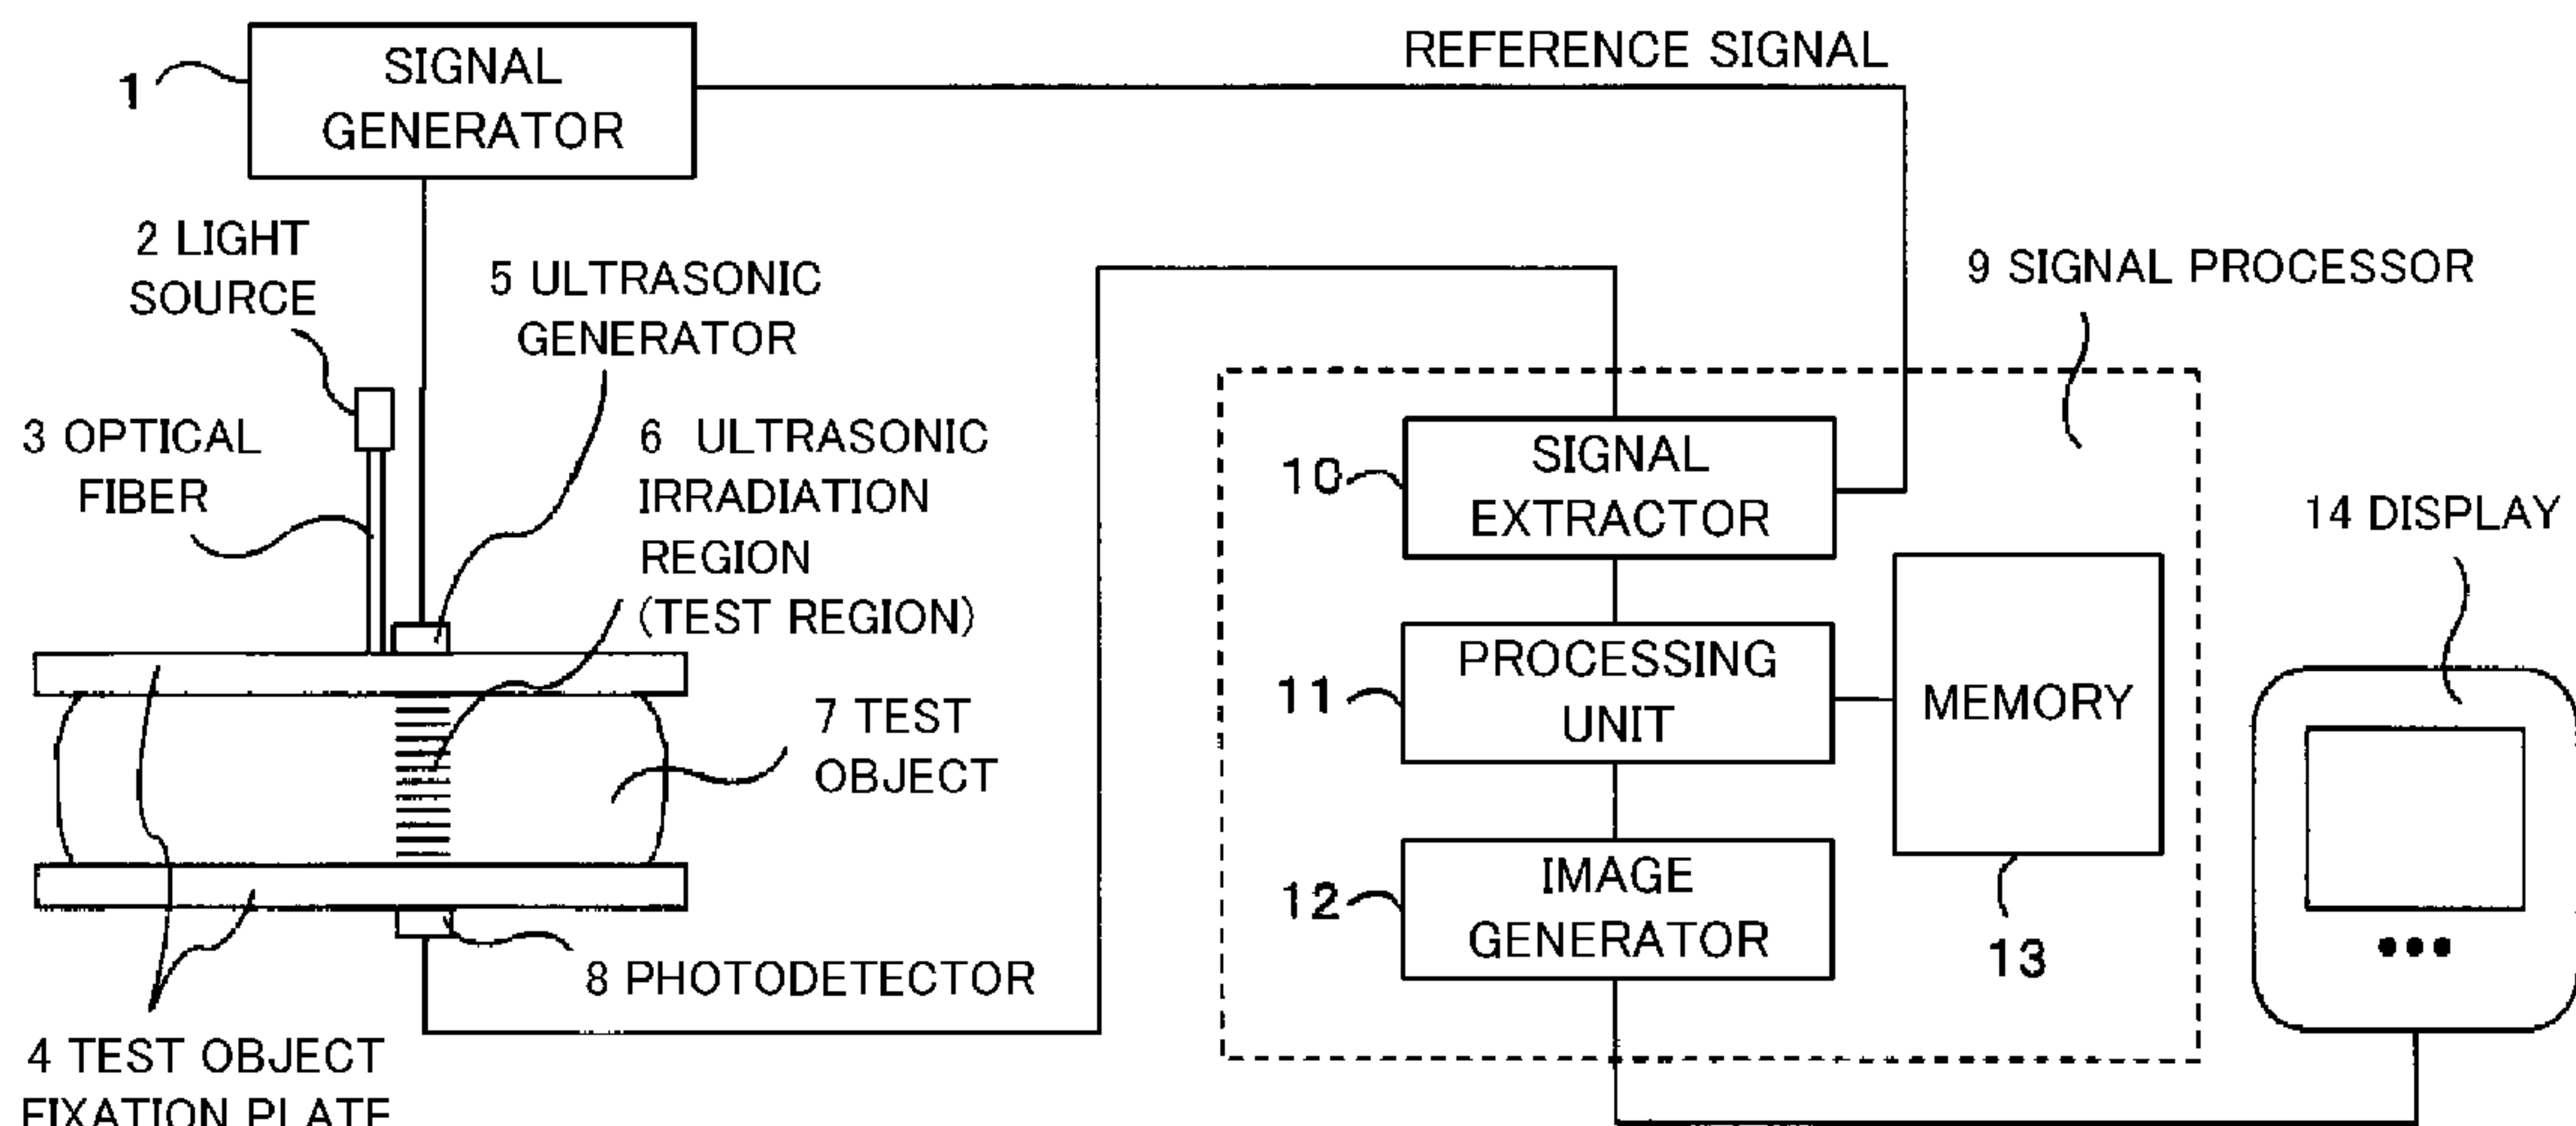 1
SIGNAL
GENERATOR
REFERENCE SIGNAL
2 LIGHT
SOURCE
3 OPTICAL
FIBER
5 ULTRASONIC
GENERATOR
6 ULTRASONIC
IRRADIATION
REGION
(TEST REGION)
7 TEST
OBJECT
8 PHOTODETECTOR
4 TEST OBJECT
FIXATION PLATE
9 SIGNAL PROCESSOR
10
SIGNAL
EXTRACTOR
11
PROCESSING
UNIT
MEMORY
12
IMAGE
GENERATOR
13
14 DISPLAY